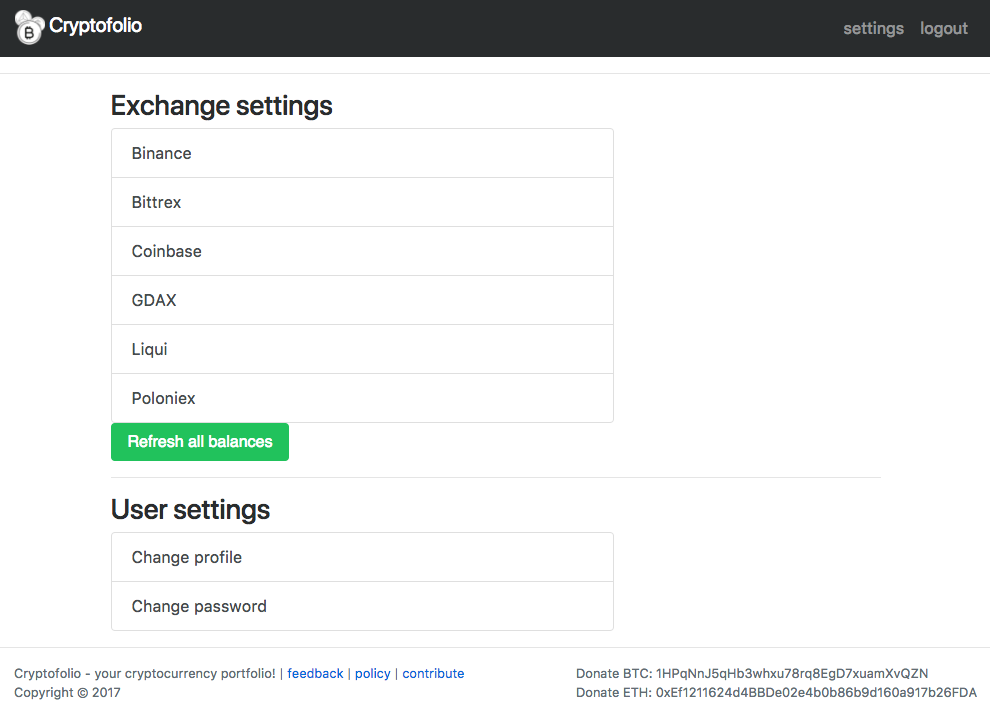 Cryptofolio
settings logout
Exchange settings
Binance
Bittrex
Coinbase
GDAX
Liqui
Poloniex
Refresh all balances
User settings
Change profile
Change password
Cryptofolio - your cryptocurrency portfolio! | feedback | policy | contribute
Copyright © 2017
Donate BTC: 1HPqNnJ5qHb3whxu78rq8EgD7xuamXvQZN
Donate ETH: 0xEf1211624d4BBDe02e4b0b86b9d160a917b26FDA